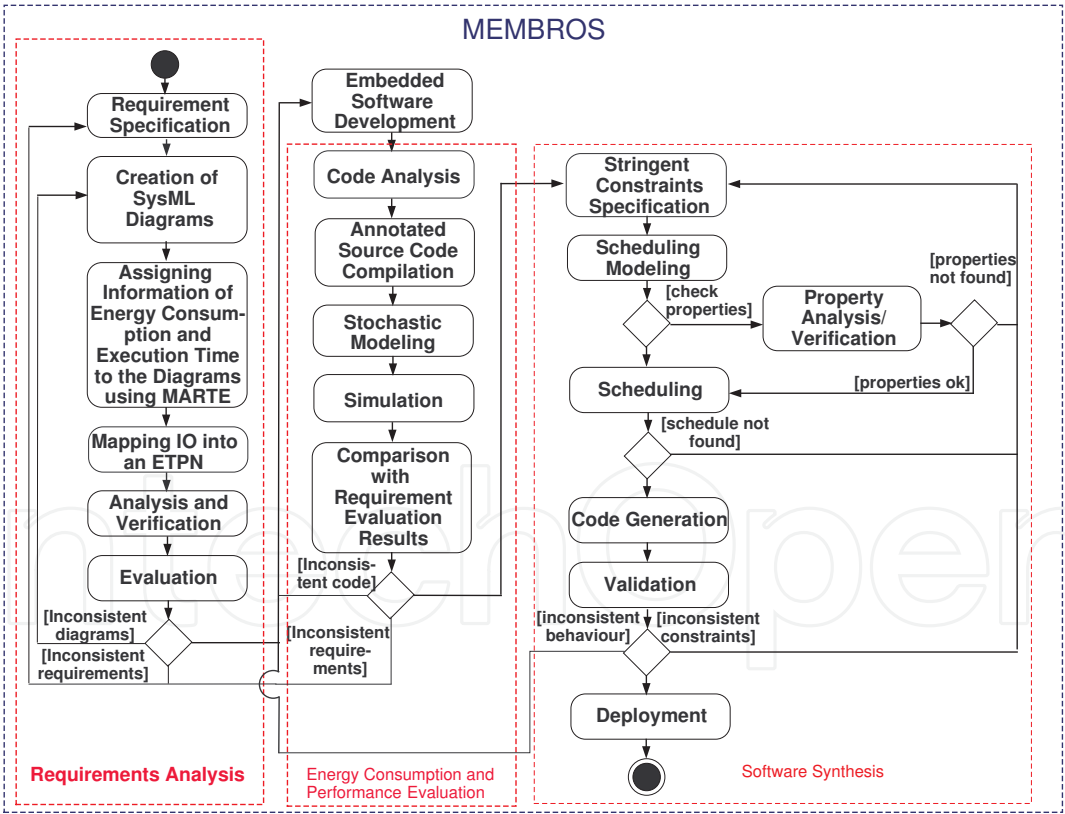 MEMBROS
Requirement
Specification
Creation of
SysML
Diagrams
Assigning
Information of
Energy Consum-
ption and
Execution Time
to the Diagrams
using MARTE
Mapping IO into
an ETPN
Analysis and
Verification
Evaluation
[Inconsistent
diagrams]
[Inconsistent
requirements]
Requirements Analysis
Embedded
Software
Development
Code Analysis
Annotated
Source Code
Compilation
Stochastic
Modeling
Simulation
Comparison
with
Requirement
Evaluation
Results
[Inconsis-
tent code]
[Inconsistent
require-
ments]
Energy Consumption and
Performance Evaluation
Stringent
Constraints
Specification
Scheduling
Modeling
[check
properties]
Property
Analysis/
Verification
[properties
not found]
[properties ok]
Scheduling
[schedule not
found]
Code Generation
Validation
[inconsistent
behaviour]
[inconsistent
constraints]
Deployment
Software Synthesis
ntechOpen